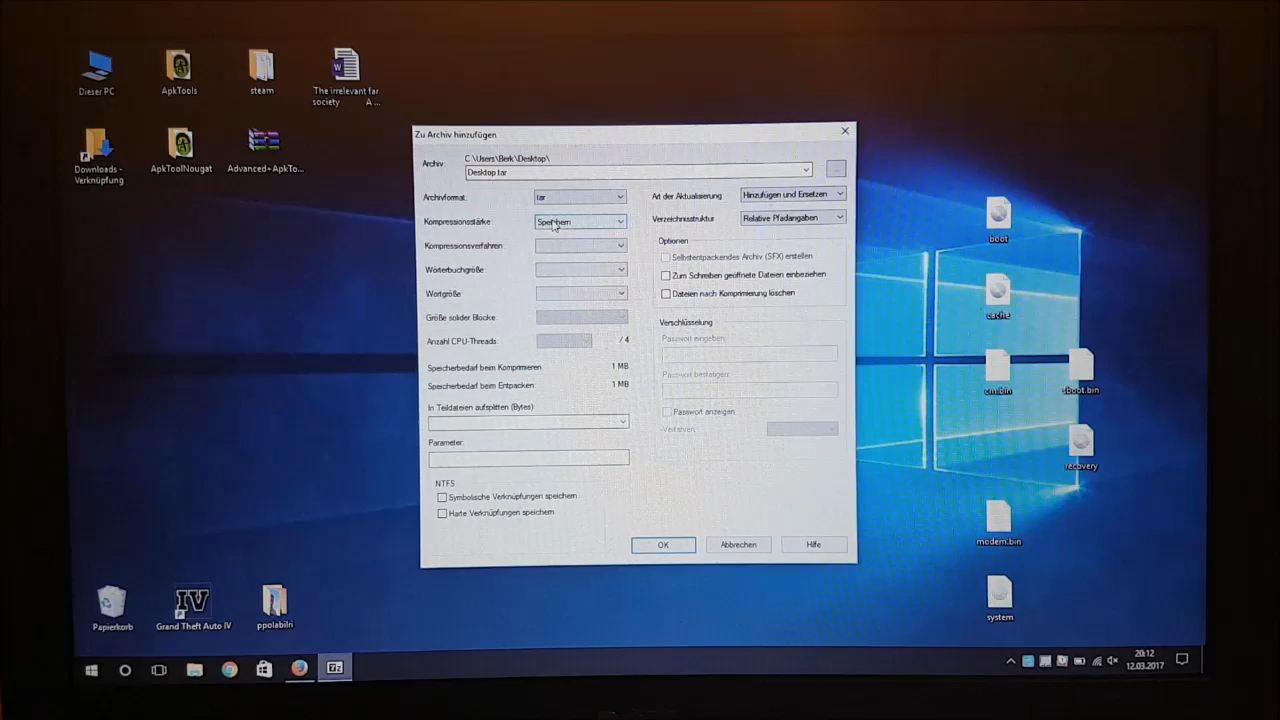 Dieser PC
ApkTools
steam
The irrelevant far
society A ...
Downloads -
Verknüpfung
ApkToolNougat
Advanced~ApkTo...
Zu Archiv hinzufügen
Archiv:
C:\Users\Berk\Desktop\
Desktop.tar
...
Archivformat:
tar
Kompressionsstärke:
Speichern
Kompressionsverfahren:
Wörterbuchgröße:
Wortgröße:
Größe solider Blöcke:
Anzahl CPU-Threads:
/ 4
Speicherbedarf beim Komprimieren:
1 MB
Speicherbedarf beim Entpacken:
1 MB
In Teildateien aufsplitten (Bytes):
Parameter:
NTFS
Symbolische Verknüpfungen speichern
Harte Verknüpfungen speichern
Art der Aktualisierung:
Hinzufügen und Ersetzen
Verzeichnisstruktur:
Relative Pfadangaben
Optionen
Selbstentpackendes Archiv (SFX) erstellen
Zum Schreiben geöffnete Dateien einbeziehen
Dateien nach Komprimierung löschen
Verschlüsselung
Passwort eingeben:
Passwort bestätigen:
Passwort anzeigen
Verfahren:
OK
Abbrechen
Hilfe
boot
cache
cm.bin
sboot.bin
recovery
modem.bin
system
Papierkorb
IV
Grand Theft Auto IV
ppolabilri
7z
20:12
12.03.2017